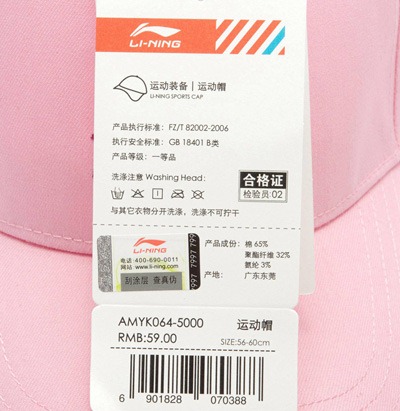 LI-NING
运动装备｜运动帽
LI-NING SPORTS CAP
产品执行标准： FZ/T 82002-2006
安全执行标准： GB 18401 B类
产品等级： 一等品
洗涤注意 Washing Head：
合格证
检验员:02
与其它衣物分开洗涤，洗涤不可拧干
LI-NING
电话 400-690-0011
网站 www.li-ning.com
刮涂层 查真伪
7997 7997 799
产品成份： 棉 65%
聚酯纤维 32%
氨纶 3%
产地： 广东东莞
AMYK064-5000 运动帽
RMB:59.00 SIZE:56-60cm
6 901828 070388